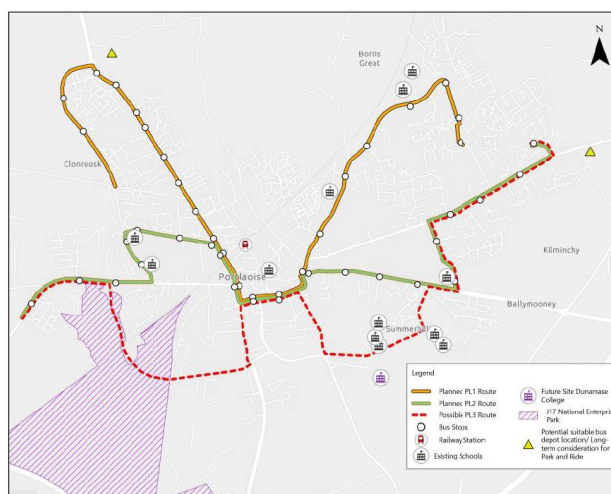 N
Borris
Great
Clonroosk
Portlaoise
Kilminchy
Ballymooney
Summerhill
Legend
Planned PL1 Route
Planned PL2 Route
Possible PL3 Route
Bus Stops
Railway Station
Existing Schools
Future Site Dunamase
College
J17 National Enterprise
Park
Potential suitable bus
depot location/ Long-
term consideration for
Park and Ride